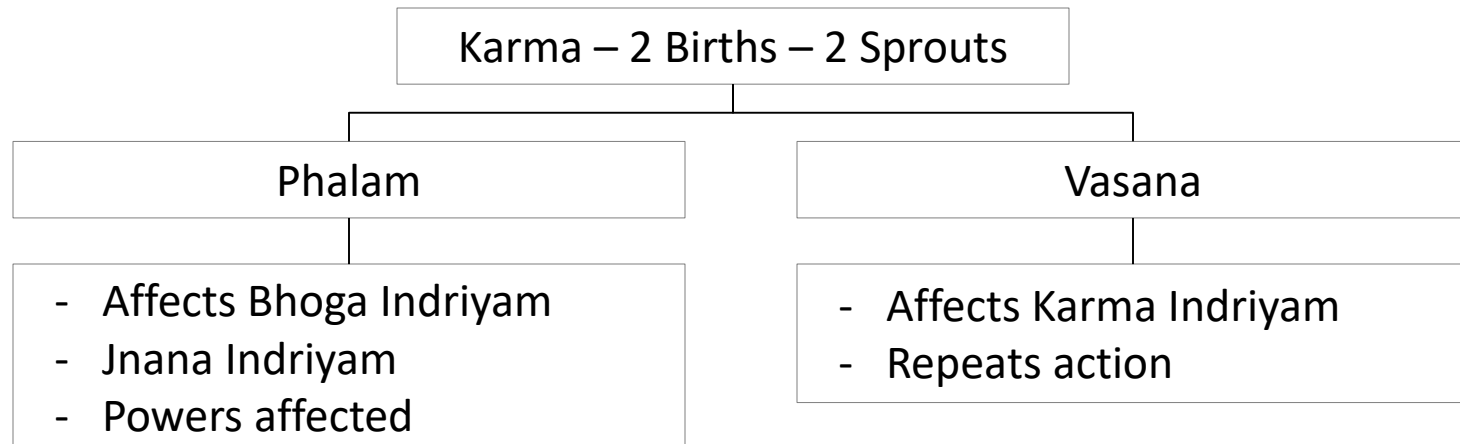 Karma – 2 Births – 2 Sprouts
Phalam
Vasana
- Affects Bhoga Indriyam
- Jnana Indriyam
- Powers affected
- Affects Karma Indriyam
- Repeats action